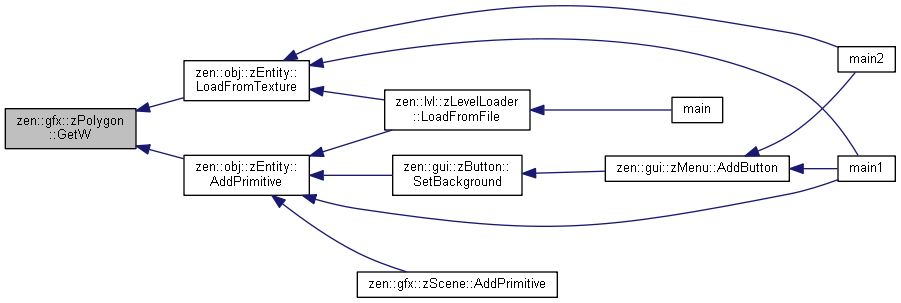 zen::gfx::zPolygon
::GetW
zen::obj::zEntity::
LoadFromTexture
zen::obj::zEntity::
AddPrimitive
zen::lvl::zLevelLoader
::LoadFromFile
zen::gui::zButton::
SetBackground
zen::gfx::zScene::AddPrimitive
main
zen::gui::zMenu::AddButton
main2
main1